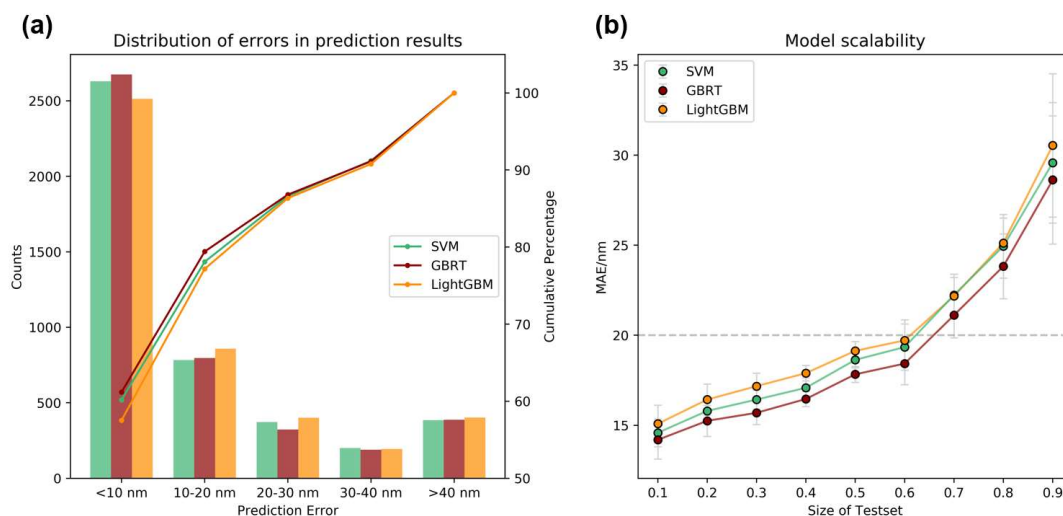 (a)
Distribution of errors in prediction results
2500
2000
1500
1000
500
0
Counts
100
90
80
70
60
50
Cumulative Percentage
SVM
GBRT
LightGBM
<10 nm 10-20 nm 20-30 nm 30-40 nm >40 nm
Prediction Error
(b)
Model scalability
35
30
25
20
15
MAE/nm
SVM
GBRT
LightGBM
0.1 0.2 0.3 0.4 0.5 0.6 0.7 0.8 0.9
Size of Testset